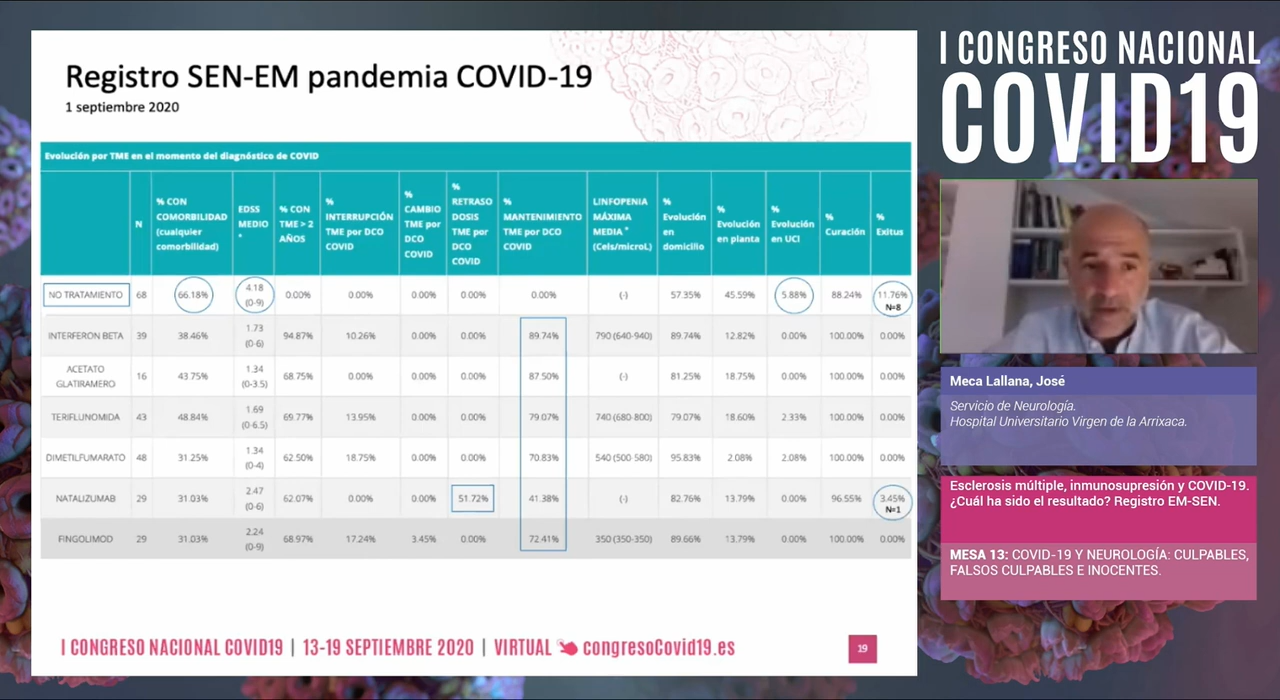 Registro SEN-EM pandemia COVID-19
1 septiembre 2020
Evolución por TME en el momento del diagnóstico de COVID
N
% CON COMORBILIDAD (cualquier comorbilidad)
EDSS MEDIO *
% CON TME > 2 AÑOS
% INTERRUPCIÓN TME por DCO COVID
% CAMBIO TME por DCO COVID
% RETRASO DOSIS TME por DCO COVID
% MANTENIMIENTO TME por DCO COVID
LINFOPENIA MÁXIMA MEDIA * (Cels/microL)
% Evolución en domicilio
% Evolución en planta
% Evolución en UCI
% Curación
% Exitus
NO TRATAMIENTO 68 66.18% 4.18 (0-9) 0.00% 0.00% 0.00% 0.00% 0.00% (-) 57.35% 45.59% 5.88% 88.24% 11.76% N=8
INTERFERON BETA 39 38.46% 1.73 (0-6) 94.87% 10.26% 0.00% 0.00% 89.74% 790 (640-940) 89.74% 12.82% 0.00% 100.00% 0.00%
ACETATO GLATIRAMERO 16 43.75% 1.34 (0-3.5) 68.75% 0.00% 0.00% 0.00% 87.50% (-) 81.25% 18.75% 0.00% 100.00% 0.00%
TERIFLUNOMIDA 43 48.84% 1.69 (0-6.5) 69.77% 13.95% 0.00% 0.00% 79.07% 740 (680-800) 79.07% 18.60% 2.33% 100.00% 0.00%
DIMETILFUMARATO 48 31.25% 1.34 (0-4) 62.50% 18.75% 0.00% 0.00% 70.83% 540 (500-580) 95.83% 2.08% 2.08% 100.00% 0.00%
NATALIZUMAB 29 31.03% 2.47 (0-6) 62.07% 0.00% 0.00% 51.72% 41.38% (-) 82.76% 13.79% 0.00% 96.55% 3.45% N=1
FINGOLIMOD 29 31.03% 2.24 (0-9) 68.97% 17.24% 3.45% 0.00% 72.41% 350 (350-350) 89.66% 13.79% 0.00% 100.00% 0.00%
I CONGRESO NACIONAL COVID19 | 13-19 SEPTIEMBRE 2020 | VIRTUAL congresoCovid19.es
19
I CONGRESO NACIONAL
COVID19
Meca Lallana, José
Servicio de Neurología.
Hospital Universitario Virgen de la Arrixaca.
Esclerosis múltiple, inmunosupresión y COVID-19.
¿Cuál ha sido el resultado? Registro EM-SEN.
MESA 13: COVID-19 Y NEUROLOGÍA: CULPABLES,
FALSOS CULPABLES E INOCENTES.